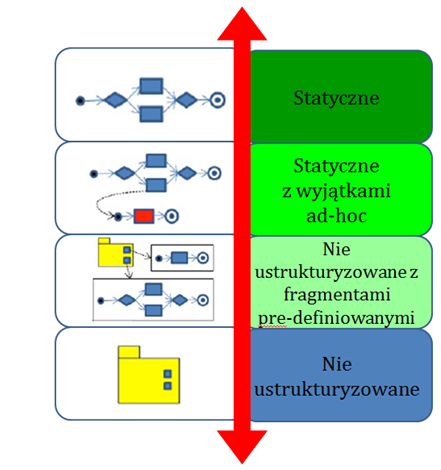 Statyczne
Statyczne
z wyjątkami
ad-hoc
Nie
ustrukturyzowane z
fragmentami
pre-definiowanymi
Nie
ustrukturyzowane